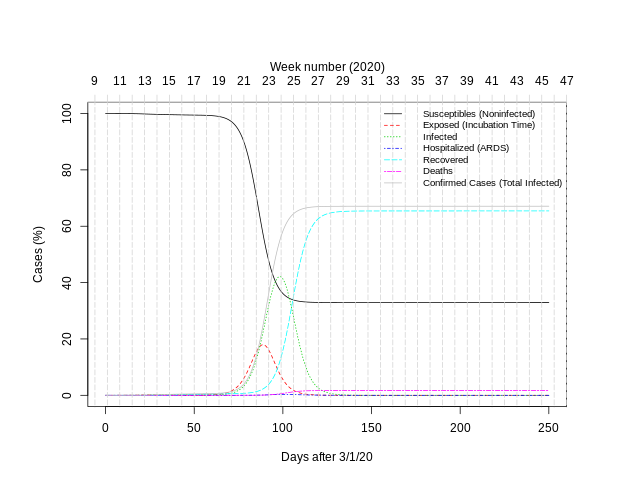 Week number (2020)
9 11 13 15 17 19 21 23 25 27 29 31 33 35 37 39 41 43 45 47
Susceptibles (Noninfected)
Exposed (Incubation Time)
Infected
Hospitalized (ARDS)
Recovered
Deaths
Confirmed Cases (Total Infected)
Cases (%)
100
80
60
40
20
0
0 50 100 150 200 250
Days after 3/1/20